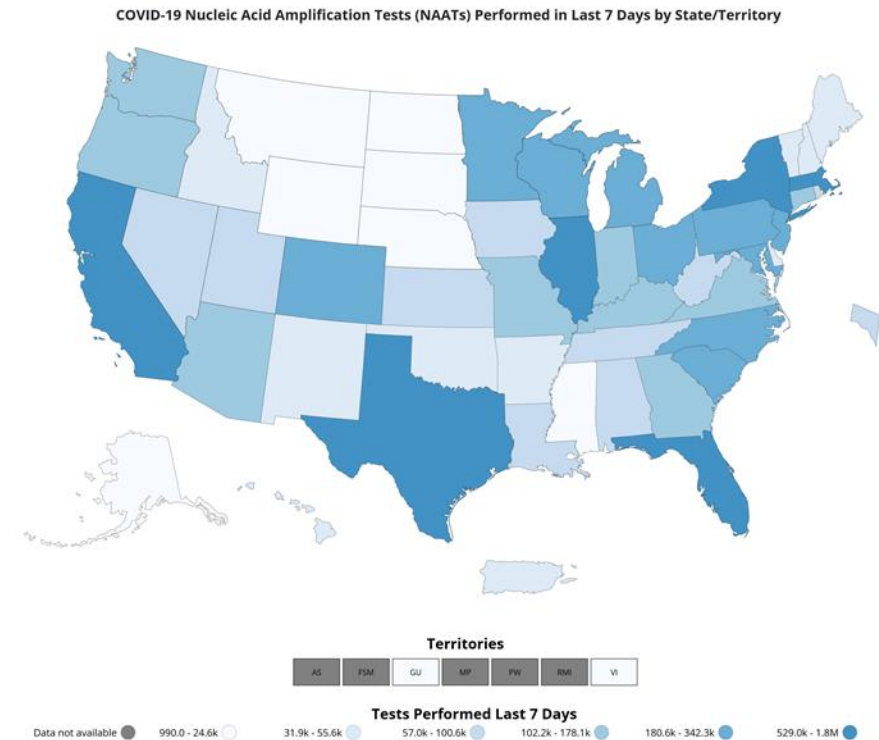 COVID-19 Nucleic Acid Amplification Tests (NAATs) Performed in Last 7 Days by State/Territory
Territories
AS FSM GU MP PW RMI VI
Tests Performed Last 7 Days
Data not available 990.0 - 24.6k 31.9k - 55.6k 57.0k - 100.6k 102.2k - 178.1k 180.6k - 342.3k 529.0k - 1.8M